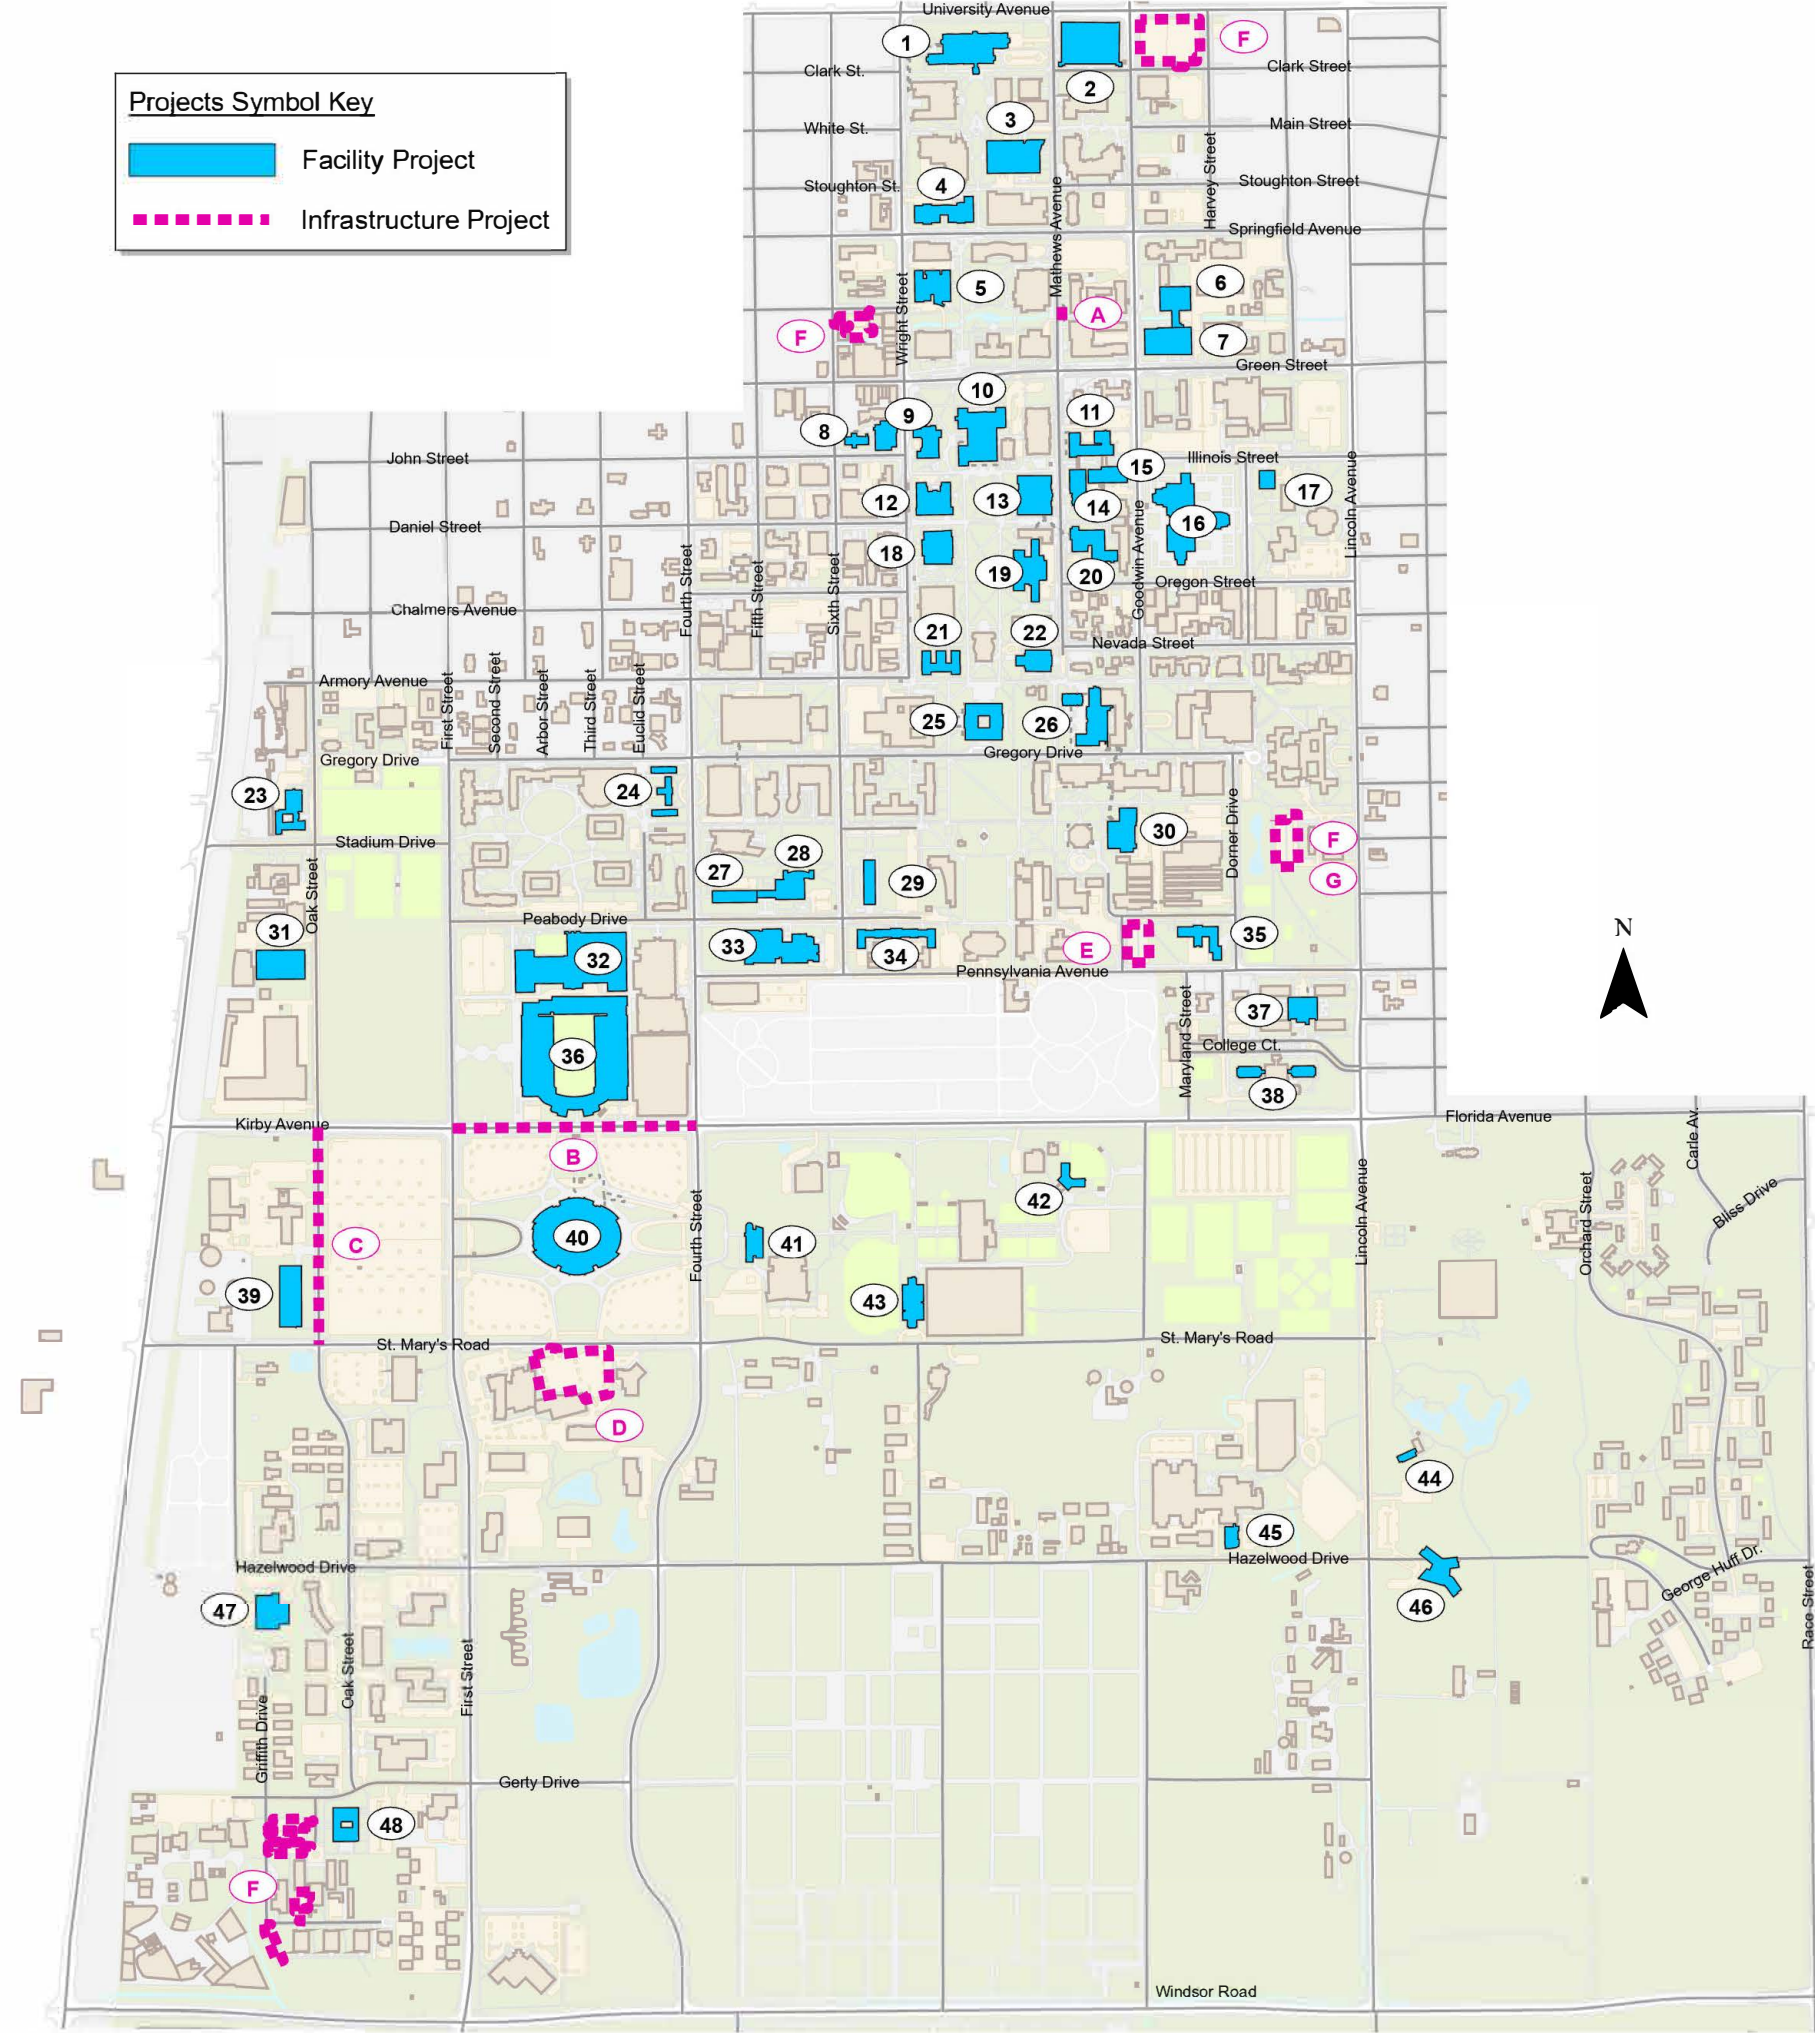 University Avenue
1
F
Clark St.
Clark Street
Projects Symbol Key
2
3
White St.
Main Street
Facility Project
Harvey Street
4
Stoughton St.
Stoughton Street
Infrastructure Project
Mathews Avenue
Springfield Avenue
5
6
Wright Street
A
F
7
Green Street
10
9
11
8
John Street
Illinois Street
15
12
13
14
17
Lincoln Avenue
Daniel Street
16
Goodwin Avenue
18
19
20
Fourth Street
Fifth Street
Sixth Street
Oregon Street
Chalmers Avenue
21
22
Nevada Street
Armory Avenue
First Street
Second Street
Arbor Street
Third Street
Euclid Street
25
26
Gregory Drive
Gregory Drive
23
24
Dorner Drive
30
F
Stadium Drive
28
27
29
G
Oak Street
Peabody Drive
31
32
33
34
E
35
N
Pennsylvania Avenue
37
Maryland Street
College Ct.
36
38
Kirby Avenue
Florida Avenue
Carle Av.
B
Bliss Drive
Lincoln Avenue
Orchard Street
42
Fourth Street
C
40
41
39
43
St. Mary's Road
St. Mary's Road
D
44
45
Hazelwood Drive
Hazelwood Drive
George Huff Dr.
Race Street
47
46
Oak Street
First Street
Griffith Drive
Gerty Drive
48
F
Windsor Road